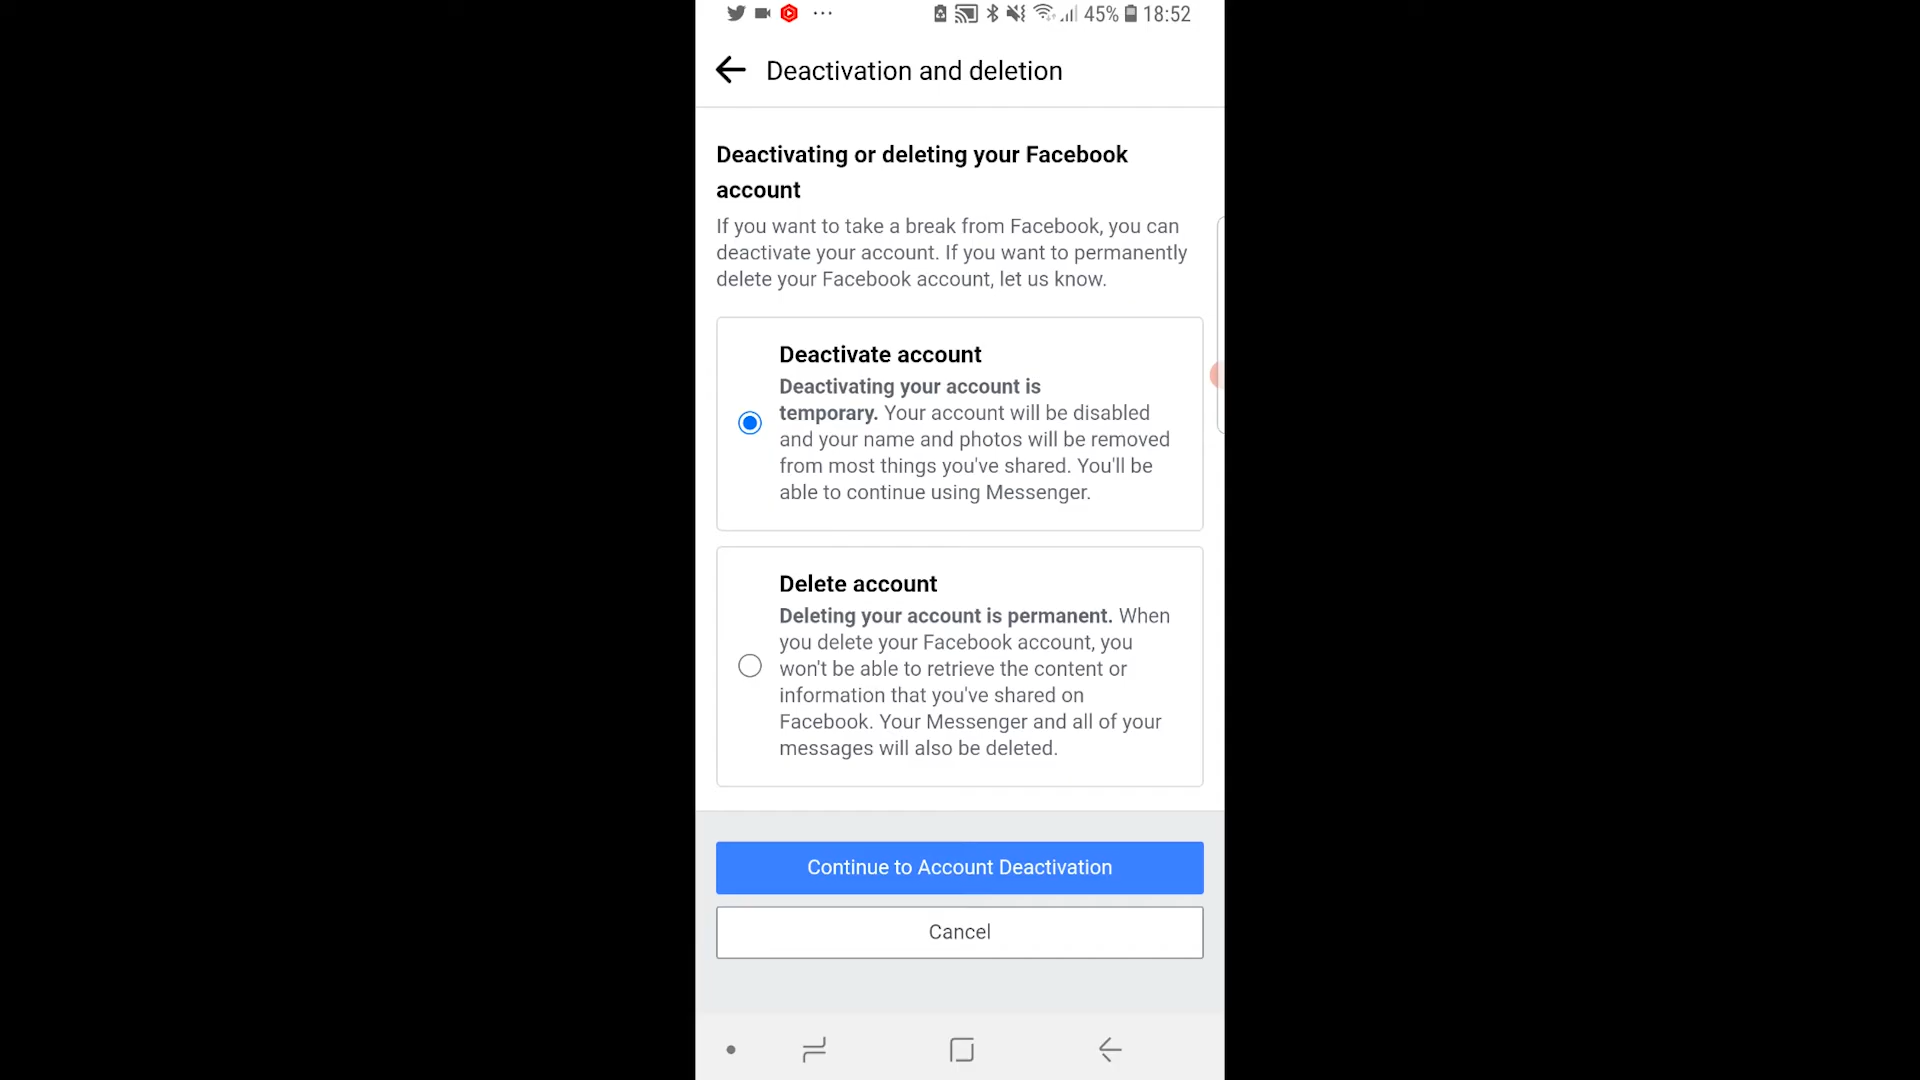 45% 18:52
Deactivation and deletion
Deactivating or deleting your Facebook
account
If you want to take a break from Facebook, you can
deactivate your account. If you want to permanently
delete your Facebook account, let us know.
Deactivate account
Deactivating your account is
temporary. Your account will be disabled
and your name and photos will be removed
from most things you've shared. You'll be
able to continue using Messenger.
Delete account
Deleting your account is permanent. When
you delete your Facebook account, you
won't be able to retrieve the content or
information that you've shared on
Facebook. Your Messenger and all of your
messages will also be deleted.
Continue to Account Deactivation
Cancel